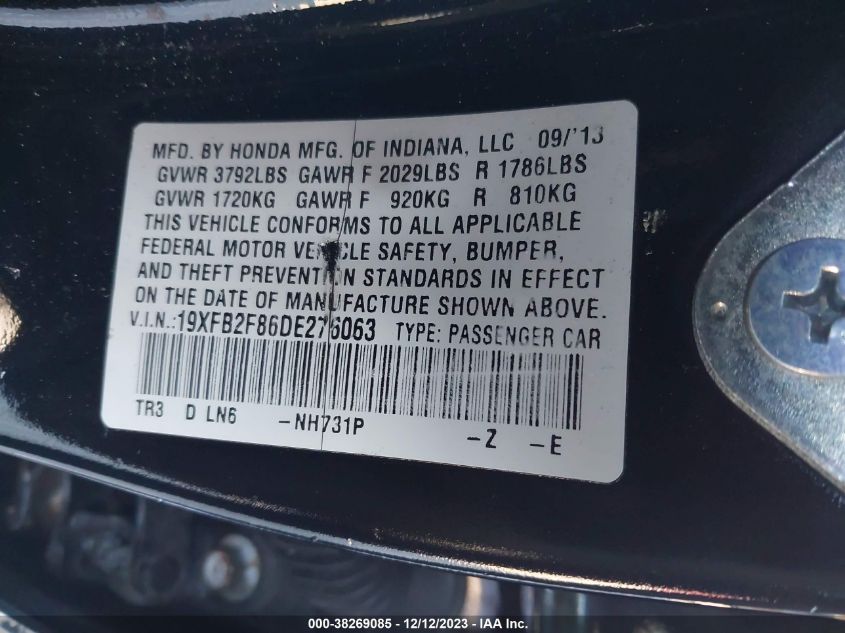 MFD. BY HONDA MFG. OF INDIANA, LLC 09/'13
GVWR 3792LBS GAWR F 2029LBS R 1786LBS
GVWR 1720KG GAWR F 920KG R 810KG
THIS VEHICLE CONFORMS TO ALL APPLICABLE
FEDERAL MOTOR VEHICLE SAFETY, BUMPER,
AND THEFT PREVENTION STANDARDS IN EFFECT
ON THE DATE OF MANUFACTURE SHOWN ABOVE.
V.I.N.:19XFB2F86DE276063 TYPE: PASSENGER CAR
TR3 D LN6 -NH731P -Z -E
000-38269085 - 12/12/2023 - IAA Inc.